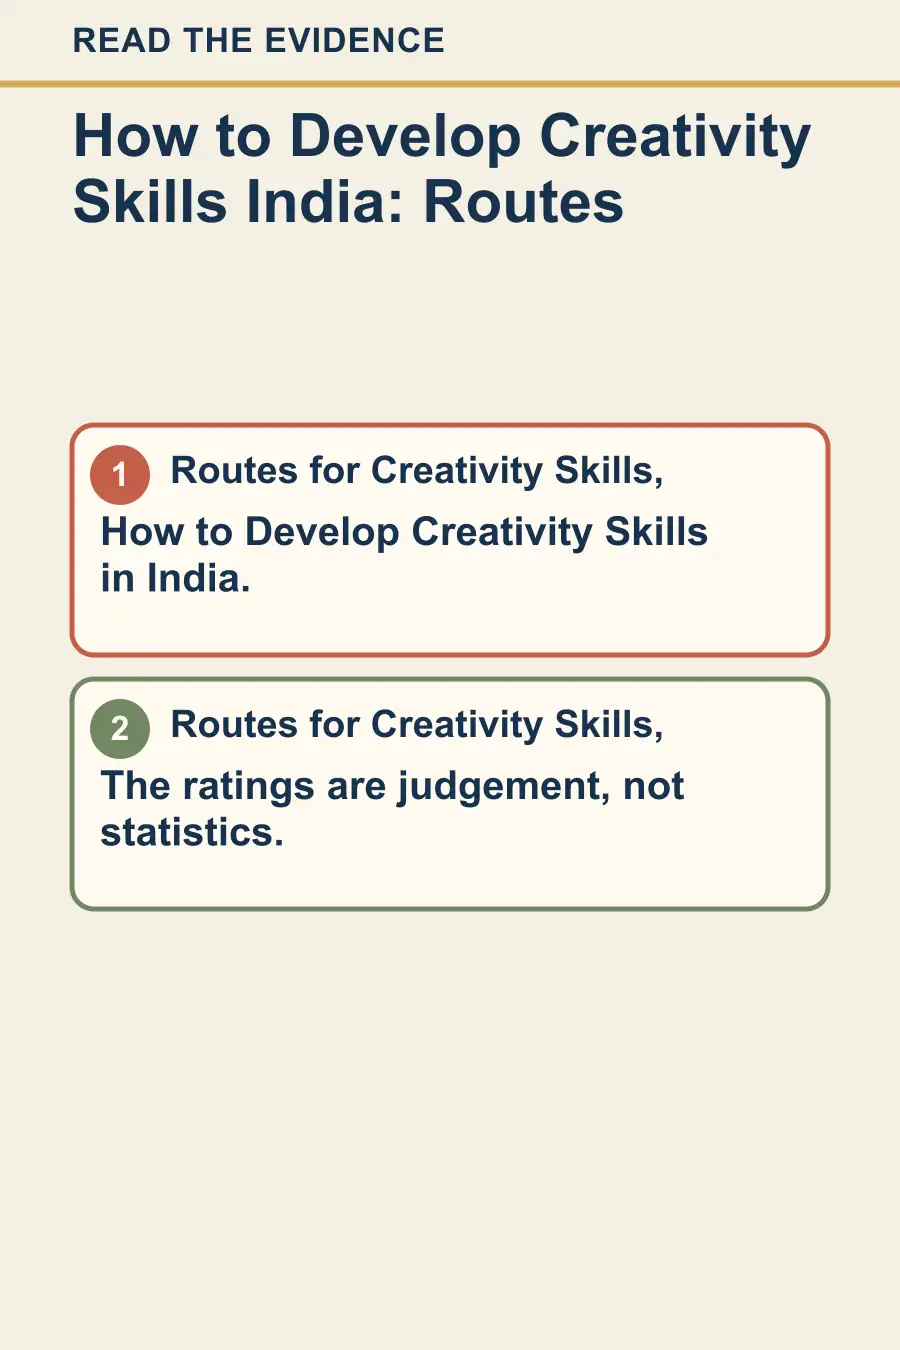 READ THE EVIDENCE
How to Develop Creativity
Skills India: Routes
1 Routes for Creativity Skills,
How to Develop Creativity Skills
in India.
2 Routes for Creativity Skills,
The ratings are judgement, not
statistics.